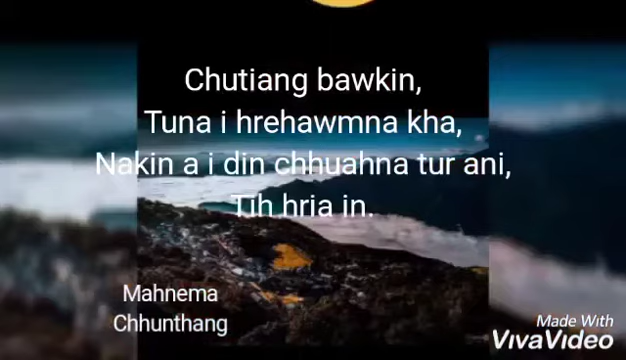 Chutiang bawkin,
Tuna i hrehawmna kha,
Nakin a i din chhuahna tur ani,
Tih hria in.
Mahnema
Chhunthang
Made With
VivaVideo